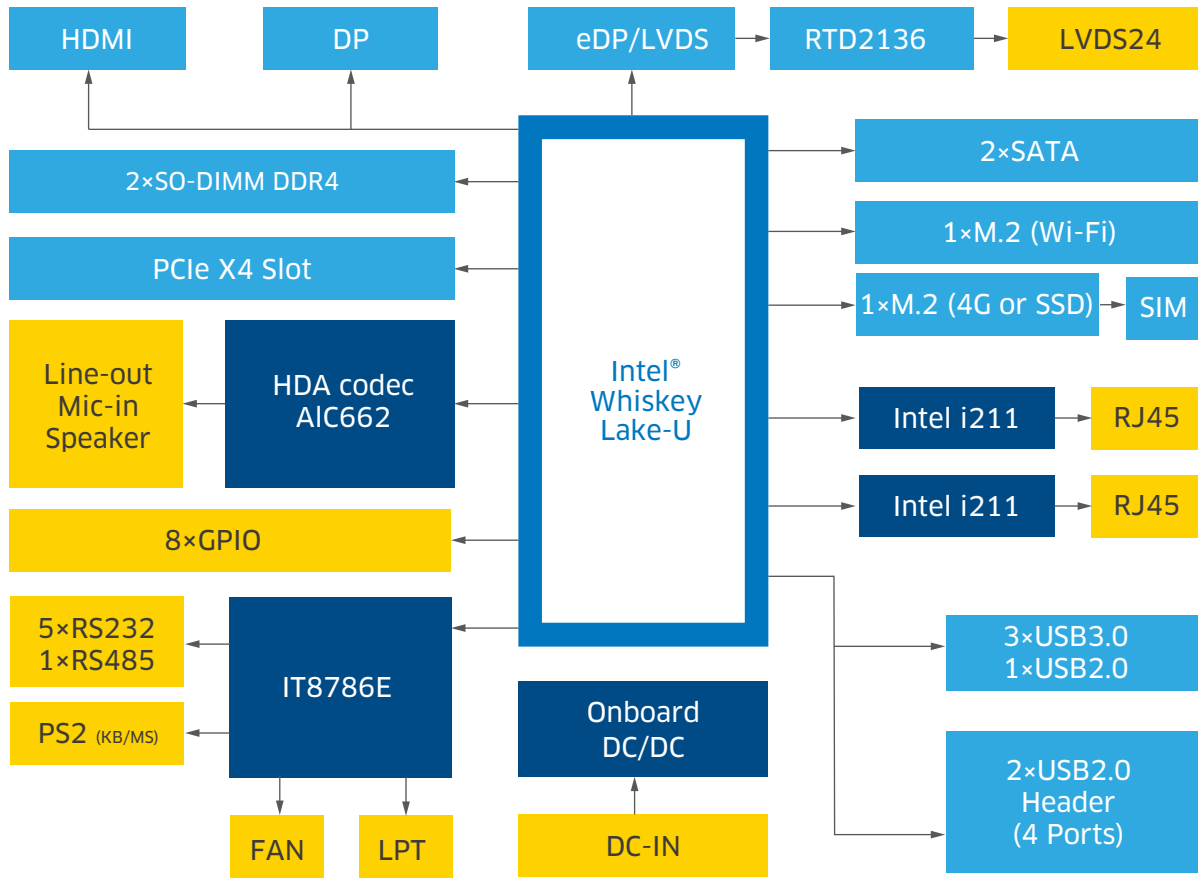 HDMI
DP
eDP/LVDS
RTD2136
LVDS24
2×SO-DIMM DDR4
PCIe X4 Slot
Line-out
Mic-in
Speaker
HDA codec
AlC662
8×GPIO
5×RS232
1×RS485
PS2 (KB/MS)
IT8786E
FAN
LPT
Intel®
Whiskey
Lake-U
Onboard
DC/DC
DC-IN
2×SATA
1×M.2 (Wi-Fi)
1×M.2 (4G or SSD)
SIM
Intel i211
RJ45
Intel i211
RJ45
3×USB3.0
1×USB2.0
2×USB2.0
Header
(4 Ports)